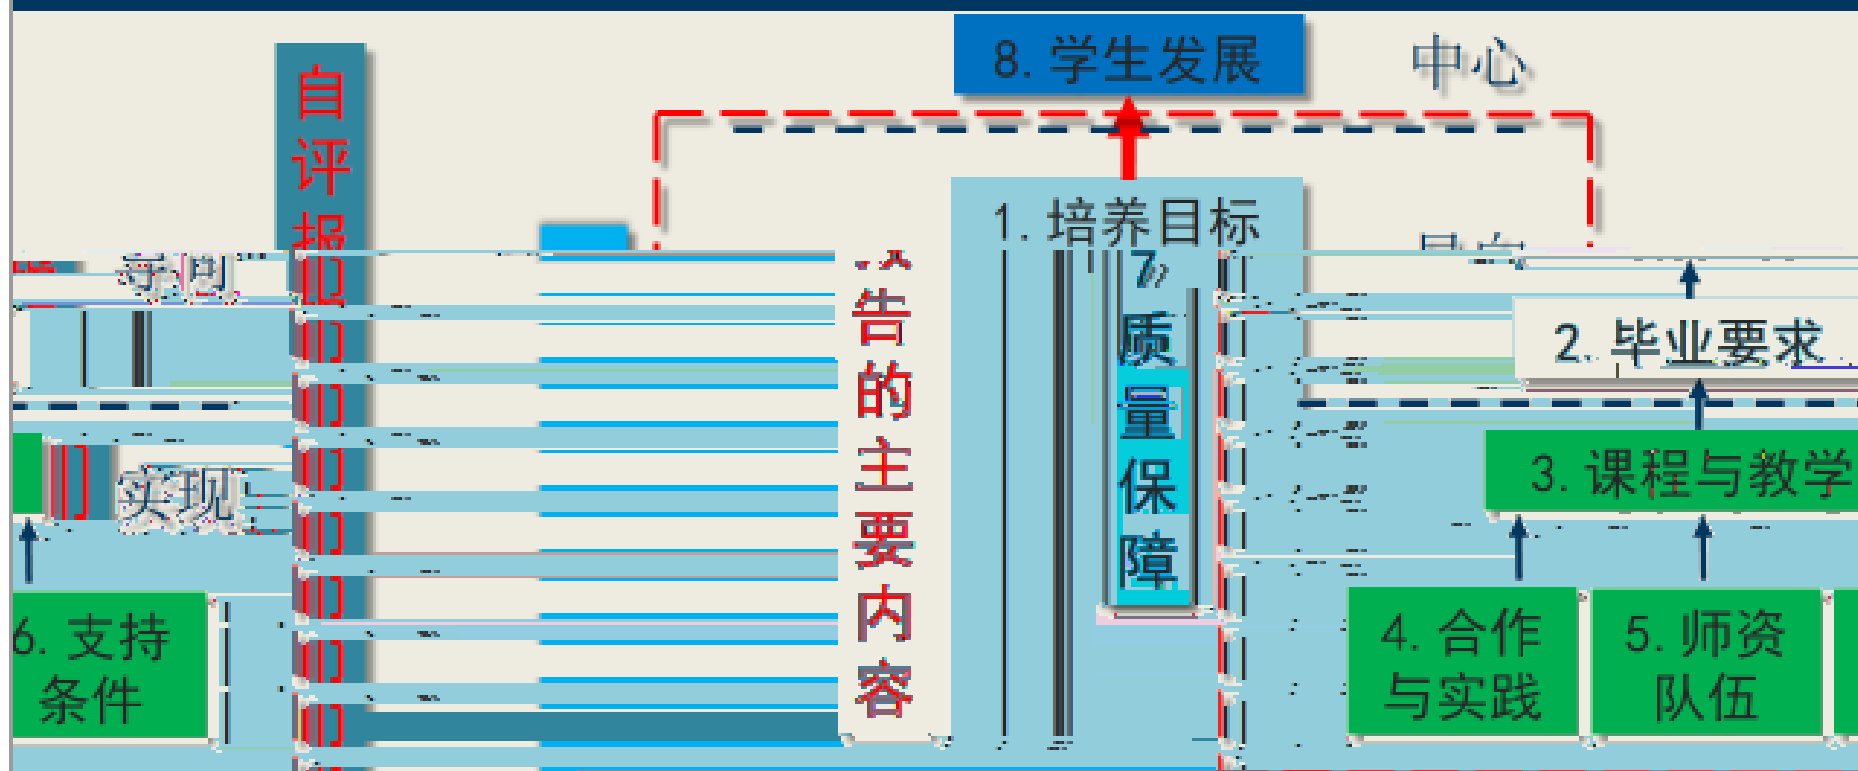 8. 学生发展
中心
自评报
1. 培养目标
导向
7
质量保障
告的主要内容
2. 毕业要求
实现
3. 课程与教学
6. 支持
条件
4. 合作
与实践
5. 师资
队伍